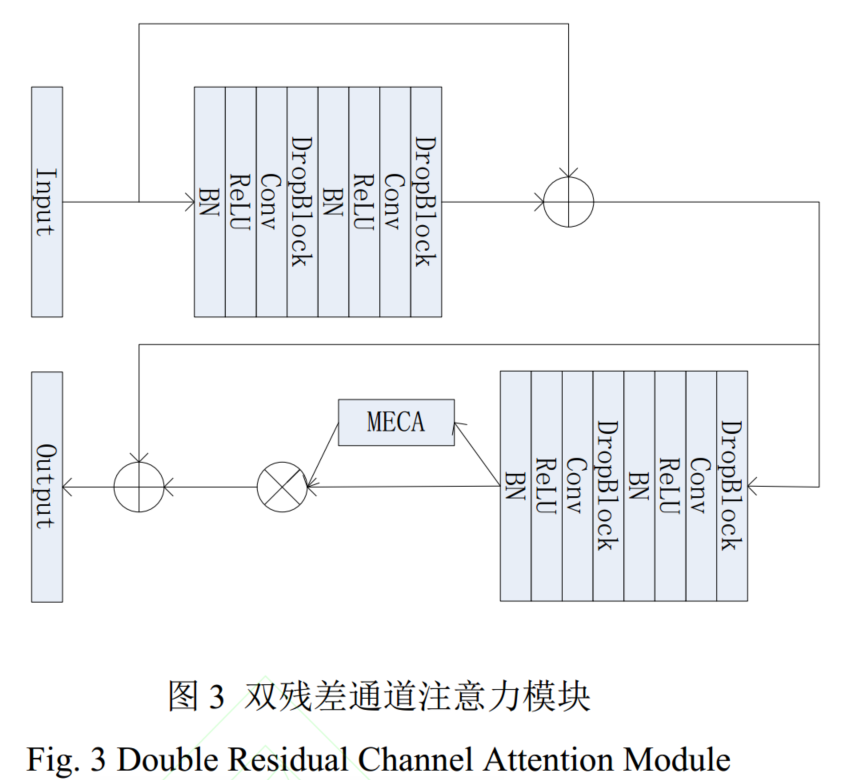 Input
BN
ReLU
Conv
DropBlock
BN
ReLU
Conv
DropBlock
Output
MECA
BN
ReLU
Conv
DropBlock
BN
ReLU
Conv
DropBlock
图 3 双残差通道注意力模块
Fig. 3 Double Residual Channel Attention Module